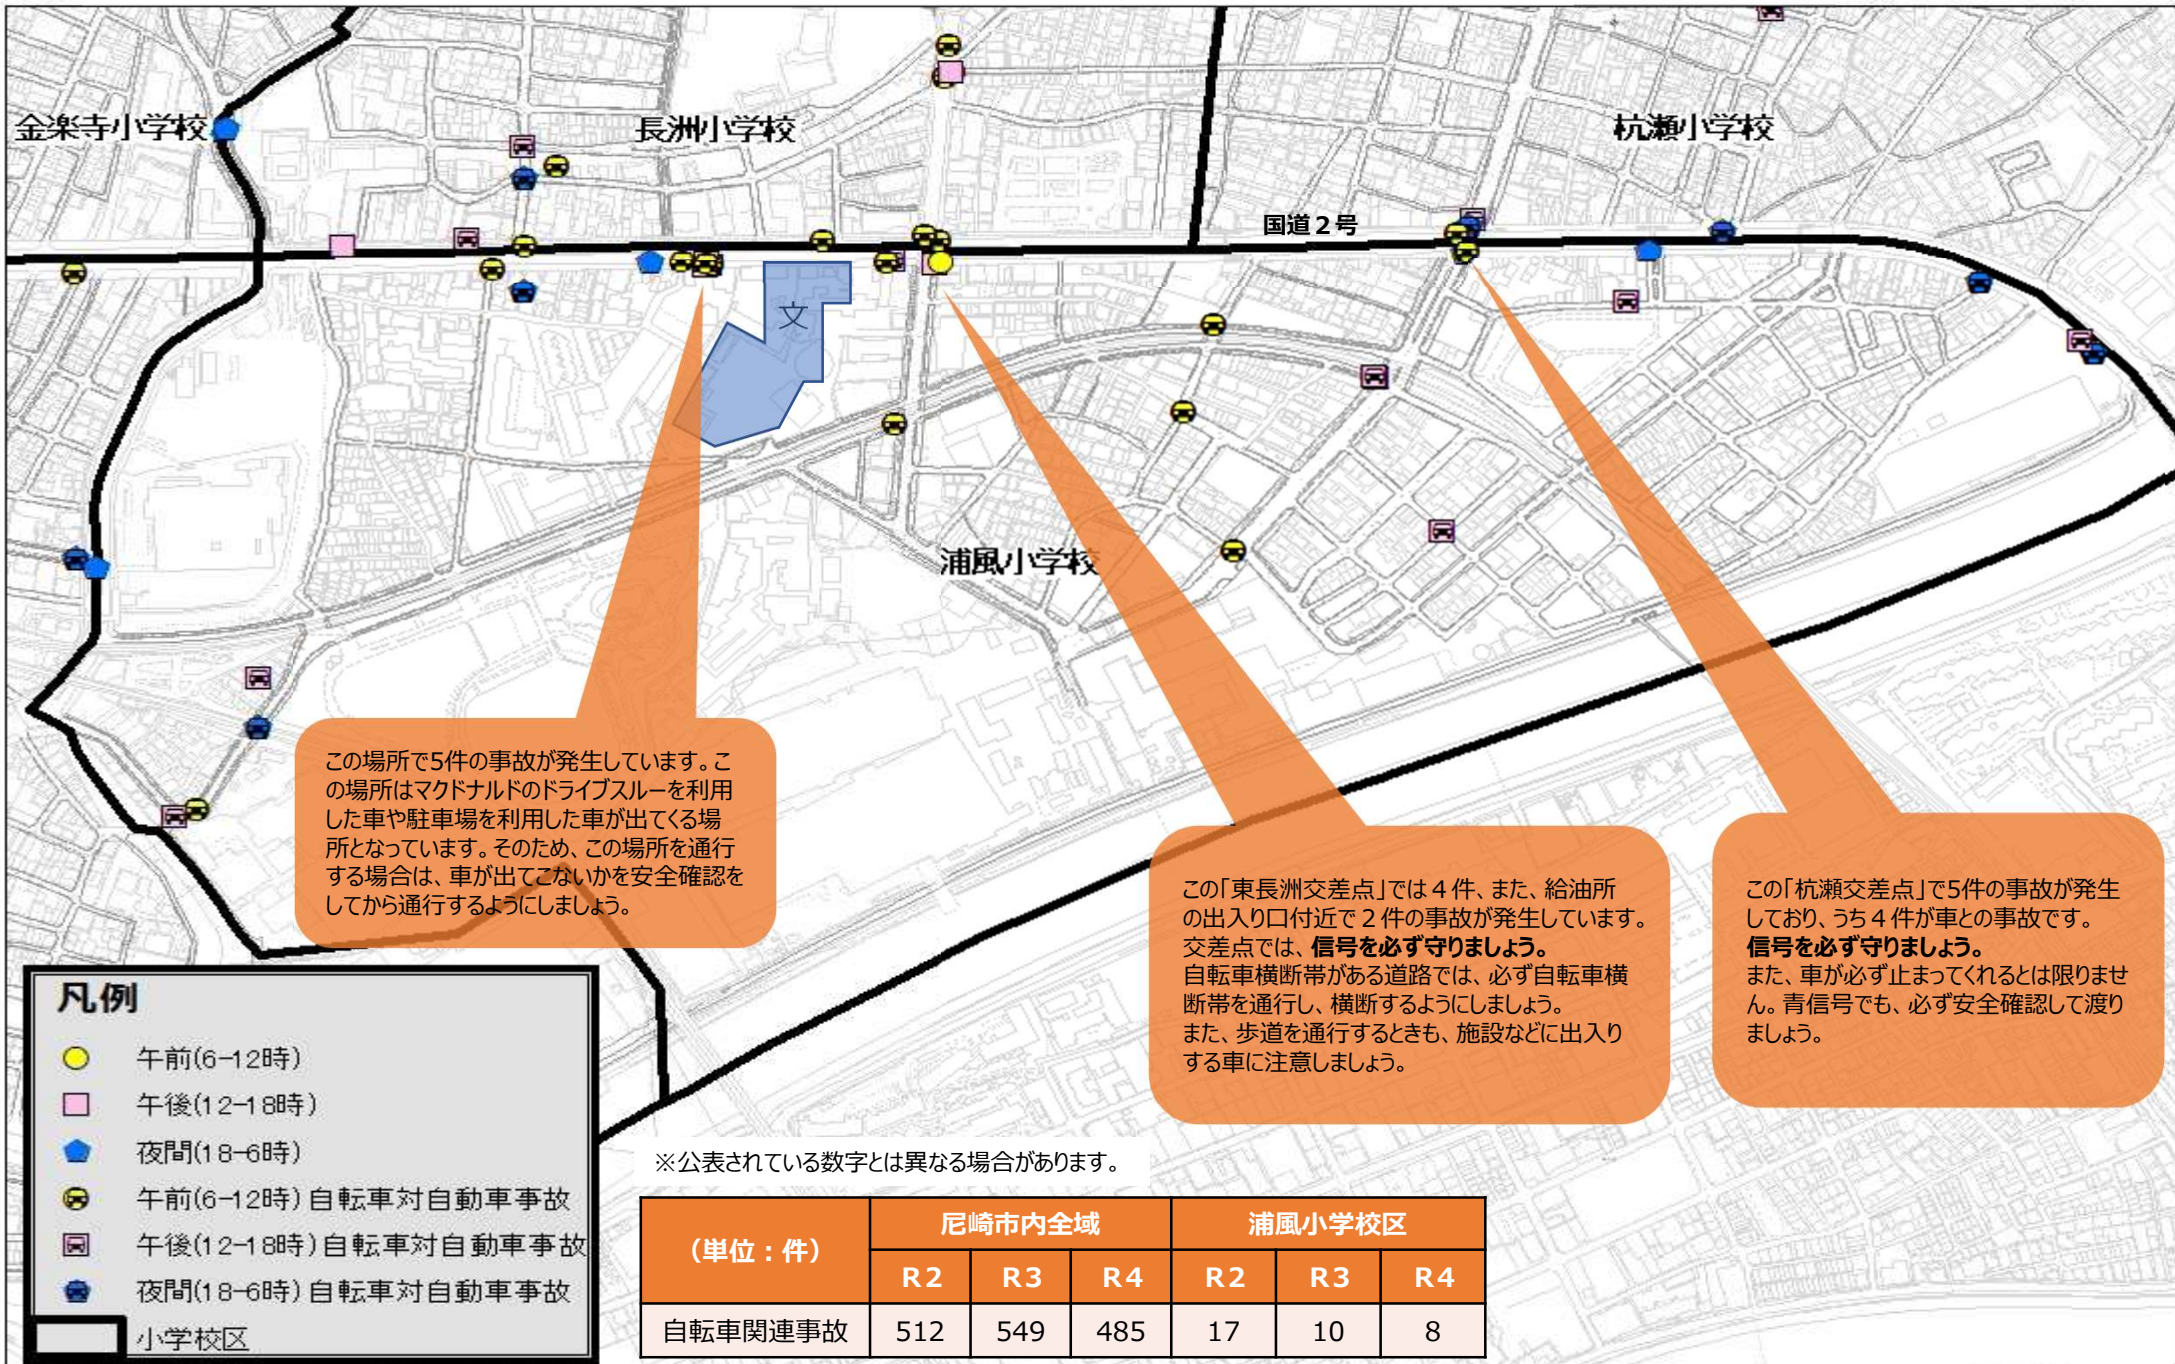 金楽寺小学校
長洲小学校
杭瀬小学校
国道２号
文
浦風小学校
この場所で5件の事故が発生しています。こ
の場所はマクドナルドのドライブスルーを利用
した車や駐車場を利用した車が出てくる場
所となっています。そのため、この場所を通行
する場合は、車が出てこないかを安全確認を
してから通行するようにしましょう。
この「東長洲交差点」では４件、また、給油所
の出入り口付近で２件の事故が発生しています。
交差点では、信号を必ず守りましょう。
自転車横断帯がある道路では、必ず自転車横
断帯を通行し、横断するようにしましょう。
また、歩道を通行するときも、施設などに出入り
する車に注意しましょう。
この「杭瀬交差点」で5件の事故が発生
しており、うち４件が車との事故です。
信号を必ず守りましょう。
また、車が必ず止まってくれるとは限りませ
ん。青信号でも、必ず安全確認して渡り
ましょう。
凡例
午前(6-12時)
午後(12-18時)
夜間(18-6時)
午前(6-12時)自転車対自動車事故
午後(12-18時)自転車対自動車事故
夜間(18-6時)自転車対自動車事故
小学校区
※公表されている数字とは異なる場合があります。
（単位：件） 尼崎市内全域 浦風小学校区
R2 R3 R4 R2 R3 R4
自転車関連事故 512 549 485 17 10 8